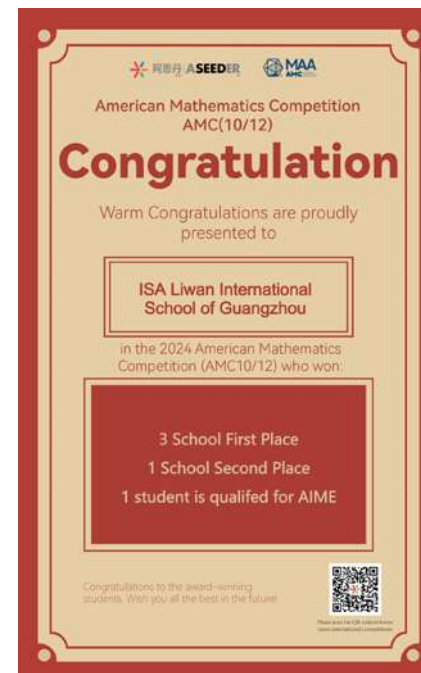 阿思丹 ASEEDER MAA
AMC
American Mathematics Competition
AMC(10/12)
Congratulation
Warm Congratulations are proudly
presented to
ISA Liwan International
School of Guangzhou
in the 2024 American Mathematics
Competition (AMC10/12) who won:
3 School First Place
1 School Second Place
1 student is qualifed for AIME
Congratulations to the award-winning
students. Wish you all the best in the future!